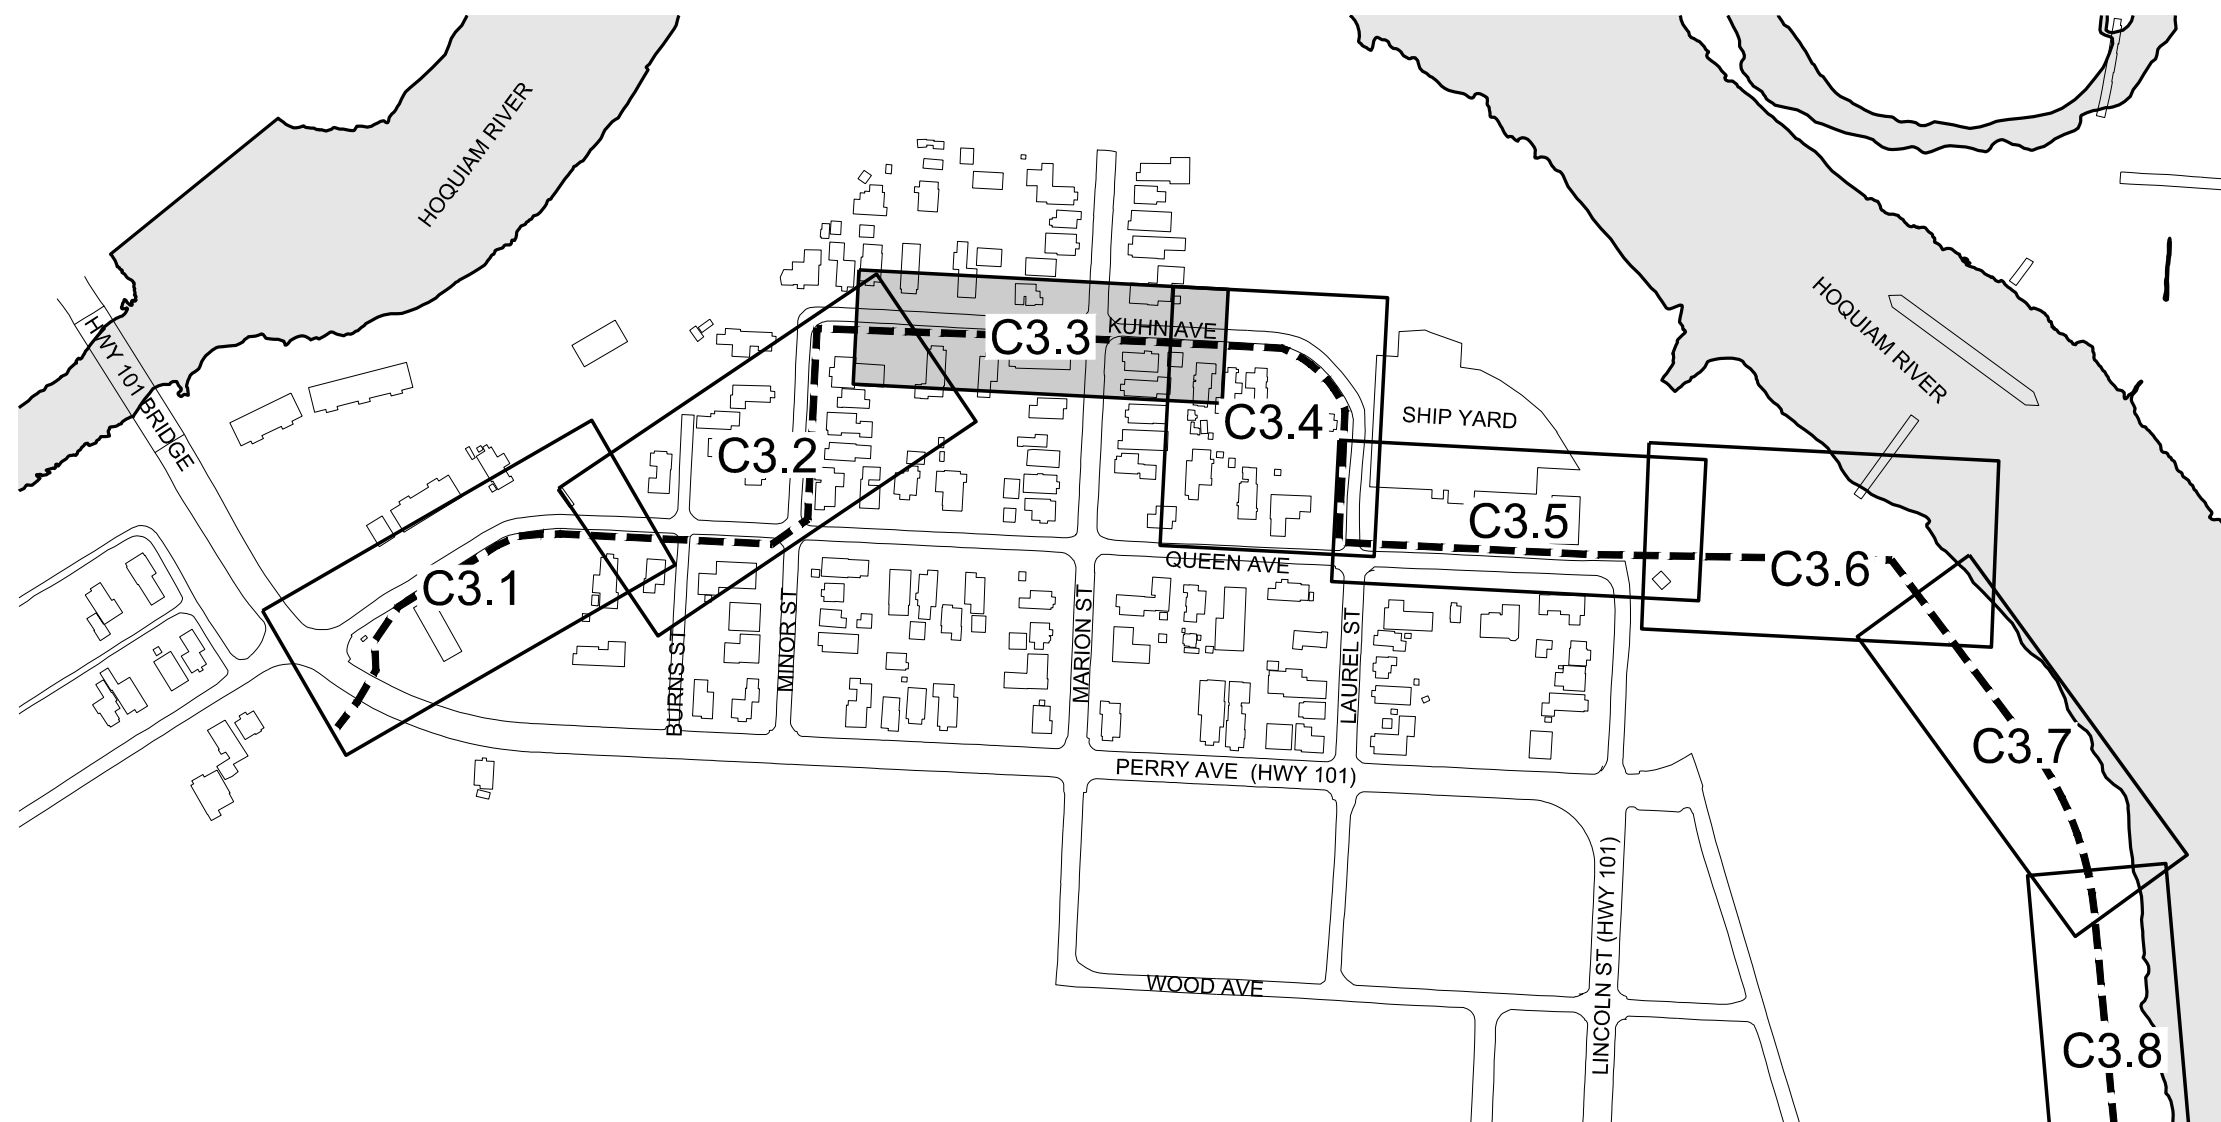 HOQUIAM RIVER
HWY 101 BRIDGE
HOQUIAM RIVER
KUHN AVE
C3.3
C3.4
SHIP YARD
C3.2
C3.5
QUEEN AVE
C3.6
C3.1
BURNS ST
MINOR ST
MARION ST
LAUREL ST
C3.7
PERRY AVE (HWY 101)
LINCOLN ST (HWY 101)
WOOD AVE
C3.8